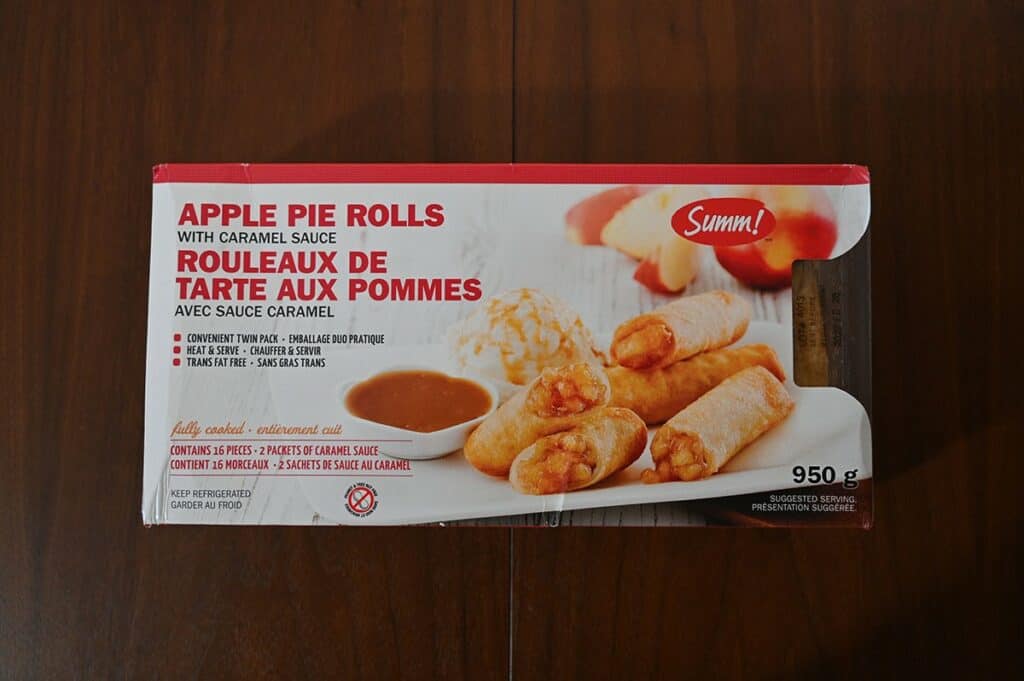 APPLE PIE ROLLS
WITH CARAMEL SAUCE
ROULEAUX DE
TARTE AUX POMMES
AVEC SAUCE CARAMEL
CONVENIENT TWIN PACK · EMBALLAGE DUO PRATIQUE
HEAT & SERVE · CHAUFFER & SERVIR
TRANS FAT FREE · SANS GRAS TRANS
fully cooked · entièrement cuit
CONTAINS 16 PIECES · 2 PACKETS OF CARAMEL SAUCE
CONTIENT 16 MORCEAUX · 2 SACHETS DE SAUCE AU CARAMEL
KEEP REFRIGERATED
GARDER AU FROID
Summ!
950 g
SUGGESTED SERVING.
PRÉSENTATION SUGGÉRÉE.